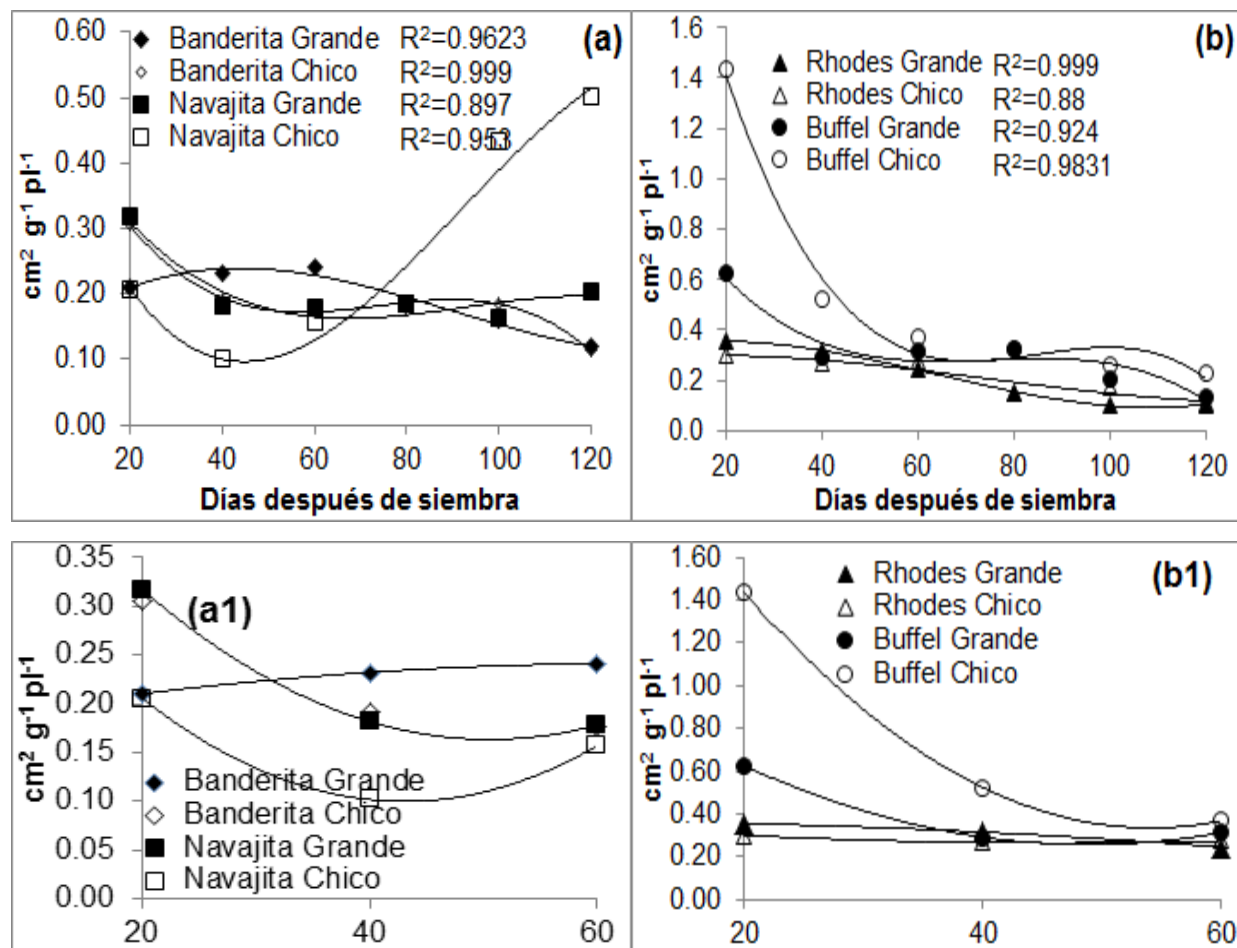 (a)
cm² g⁻¹ pl⁻¹
0.60
0.50
0.40
0.30
0.20
0.10
0.00
Banderita Grande R²=0.9623
Banderita Chico R²=0.999
Navajita Grande R²=0.897
Navajita Chico R²=0.953
20 40 60 80 100 120
Días después de siembra
(b)
cm² g⁻¹ pl⁻¹
1.6
1.4
1.2
1.0
0.8
0.6
0.4
0.2
0.0
Rhodes Grande R²=0.999
Rhodes Chico R²=0.88
Buffel Grande R²=0.924
Buffel Chico R²=0.9831
20 40 60 80 100 120
Días después de siembra
(a1)
cm² g⁻¹ pl⁻¹
0.35
0.30
0.25
0.20
0.15
0.10
0.05
0.00
Banderita Grande
Banderita Chico
Navajita Grande
Navajita Chico
20 40 60
(b1)
cm² g⁻¹ pl⁻¹
1.60
1.40
1.20
1.00
0.80
0.60
0.40
0.20
0.00
Rhodes Grande
Rhodes Chico
Buffel Grande
Buffel Chico
20 40 60